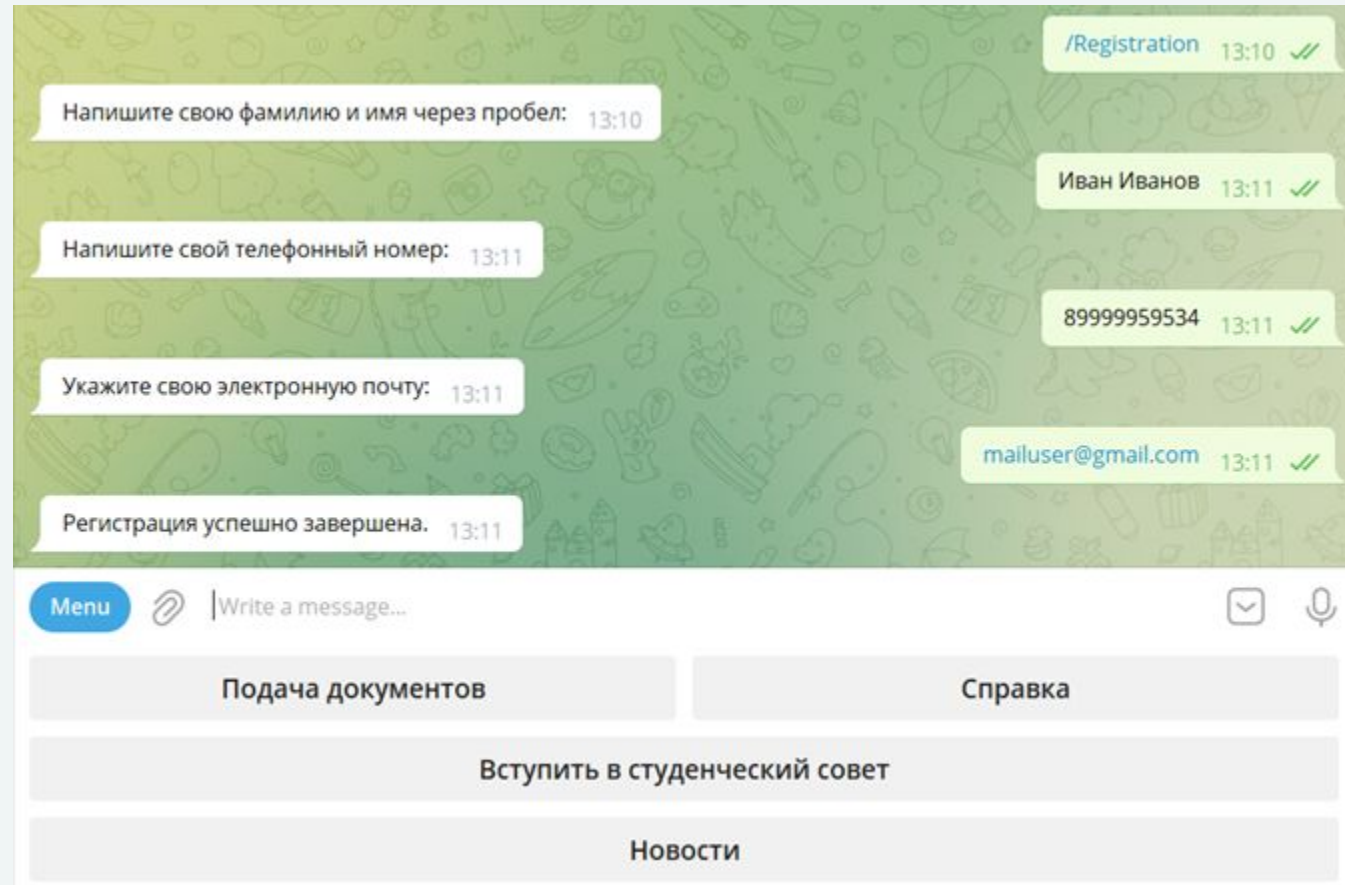 /Registration 13:10
Напишите свою фамилию и имя через пробел: 13:10
Иван Иванов 13:11
Напишите свой телефонный номер: 13:11
89999959534 13:11
Укажите свою электронную почту: 13:11
mailuser@gmail.com 13:11
Регистрация успешно завершена. 13:11
Menu Write a message...
Подача документов Справка
Вступить в студенческий совет
Новости